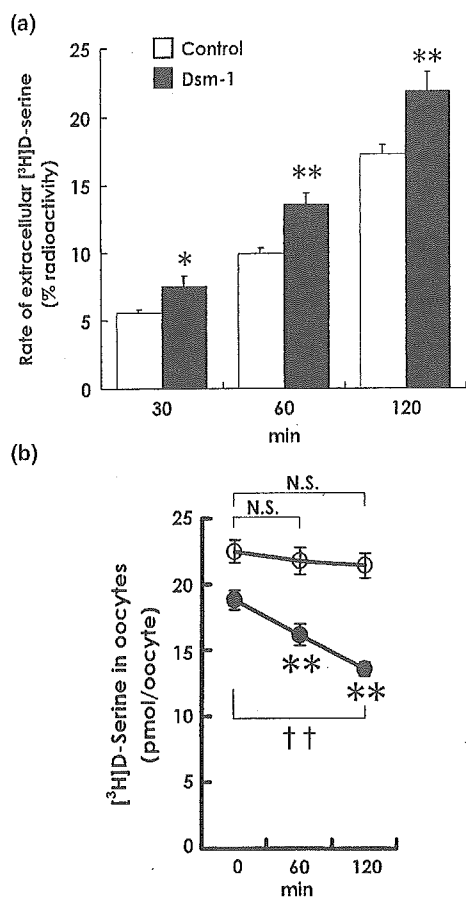 (a)
Control
Dsm-1
Rate of extracellular [³H]D-serine
(% radioactivity)
25
20
15
10
5
0
*
**
**
30
60
120
min
(b)
N.S.
N.S.
[³H]D-Serine in oocytes
(pmol/oocyte)
25
20
15
10
5
0
**
**
††
0
60
120
min